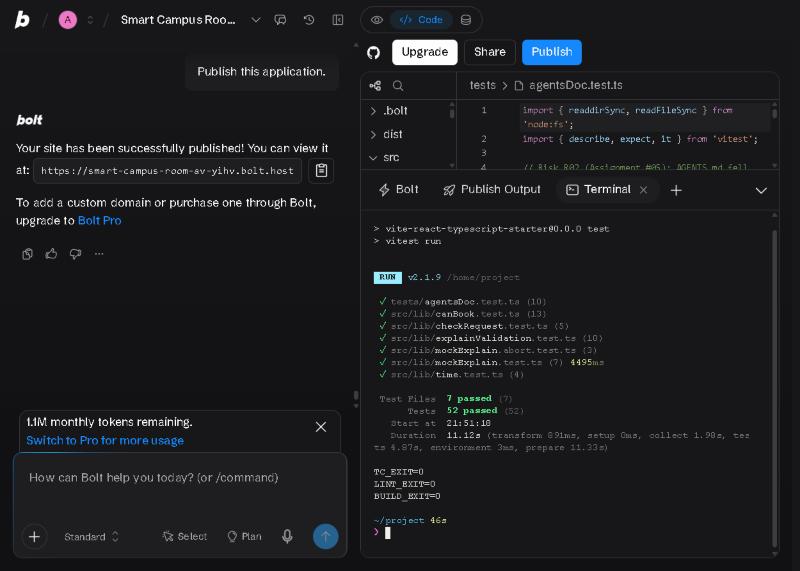 b / A / Smart Campus Roo...
Publish this application.
bolt
Your site has been successfully published! You can view it
at: https://smart-campus-room-av-yihv.bolt.host
To add a custom domain or purchase one through Bolt,
upgrade to Bolt Pro
1.1M monthly tokens remaining.
Switch to Pro for more usage
How can Bolt help you today? (or /command)
Standard Select Plan
Code
Upgrade Share Publish
tests > agentsDoc.test.ts
.bolt
dist
src
1 import { readdirSync, readFileSync } from
'node:fs';
2 import { describe, expect, it } from 'vitest';
3
4 // Risk R02 (Assignment #05): AGENTS.md fell
Bolt Publish Output Terminal
> vite-react-typescript-starter@0.0.0 test
> vitest run
RUN v2.1.9 /home/project
✓ tests/agentsDoc.test.ts (10)
✓ src/lib/canBook.test.ts (13)
✓ src/lib/checkRequest.test.ts (5)
✓ src/lib/explainValidation.test.ts (10)
✓ src/lib/mockExplain.abort.test.ts (3)
✓ src/lib/mockExplain.test.ts (7) 4495ms
✓ src/lib/time.test.ts (4)
Test Files 7 passed (7)
Tests 52 passed (52)
Start at 21:51:18
Duration 11.12s (transform 891ms, setup 0ms, collect 1.98s, tes
ts 4.87s, environment 3ms, prepare 11.33s)
TC_EXIT=0
LINT_EXIT=0
BUILD_EXIT=0
~/project 46s
❯